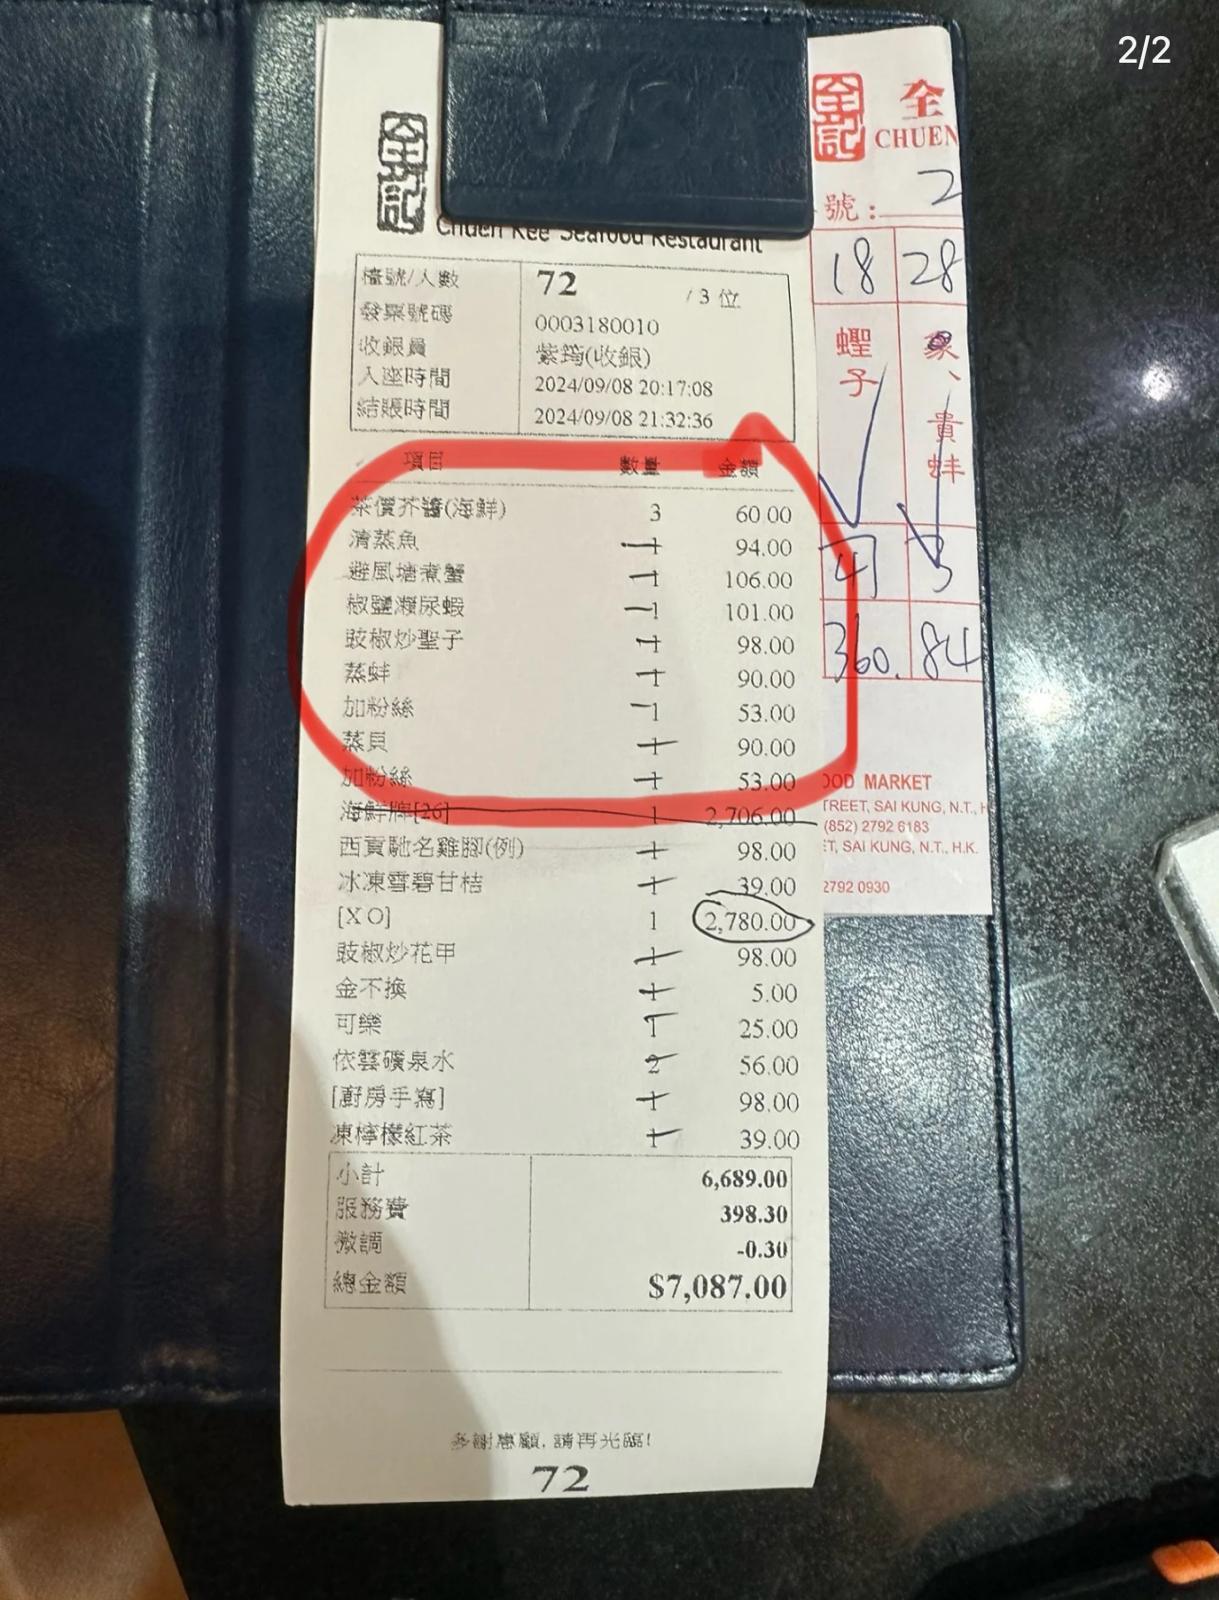 2/2
VISA
全記
Chuen Kee Seafood Restaurant
檯號/人數 72 /3 位
發票號碼 0003180010
收銀員 紫筠(收銀)
入座時間 2024/09/08 20:17:08
結賬時間 2024/09/08 21:32:36
項目 數量 金額
茶價芥醬(海鮮) 3 60.00
清蒸魚 1 94.00
避風塘煮蟹 1 106.00
椒鹽瀨尿蝦 1 101.00
豉椒炒聖子 1 98.00
蒸蚌 1 90.00
加粉絲 1 53.00
蒸貝 1 90.00
加粉絲 1 53.00
海鮮牌[26] 1 2,706.00
西貢馳名雞腳(例) 1 98.00
冰凍雪碧甘桔 1 39.00
[XO] 1 2,780.00
豉椒炒花甲 1 98.00
金不換 1 5.00
可樂 1 25.00
依雲礦泉水 2 56.00
[廚房手寫] 1 98.00
凍檸檬紅茶 1 39.00
小計 6,689.00
服務費 398.30
微調 -0.30
總金額 $7,087.00
多謝惠顧,請再光臨!
72
全記 全
CHUEN
號: 2
18 28
蟶子 象、貴蚌
360. 84
OOD MARKET
TREET, SAI KUNG, N.T., H
(852) 2792 6183
ET, SAI KUNG, N.T., H.K.
2792 0930